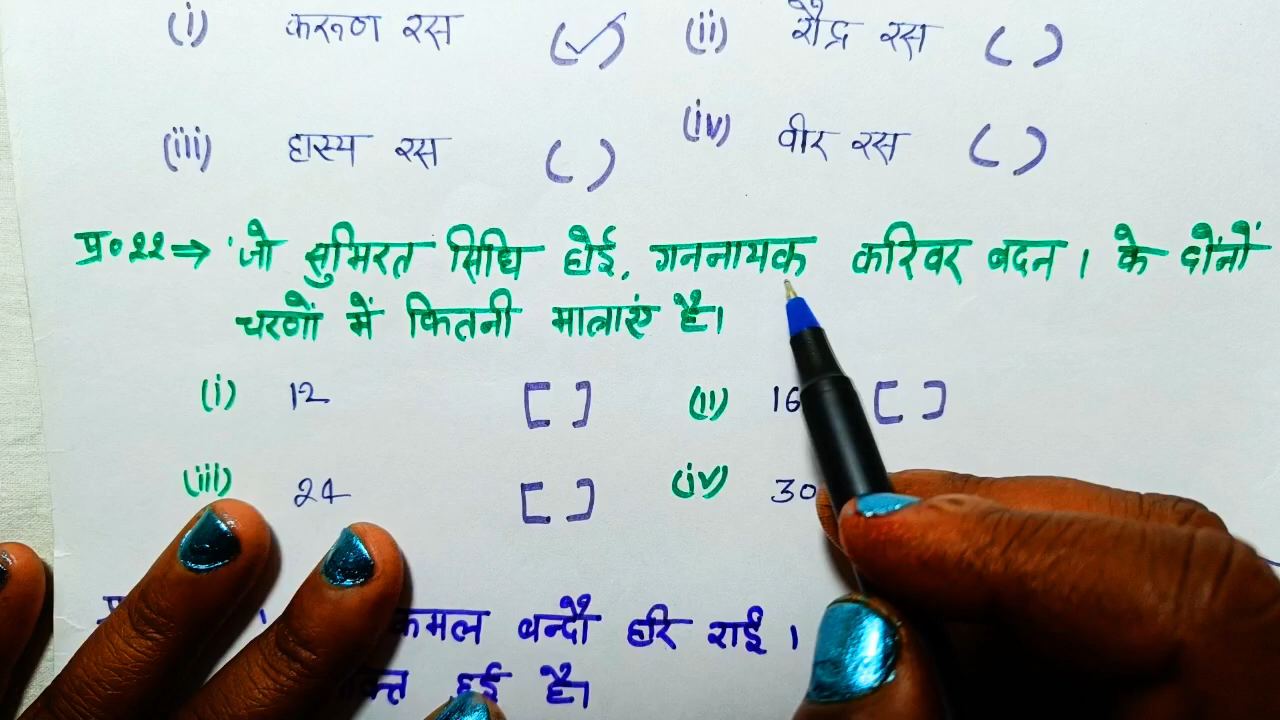 (i) करुण रस (✓) (ii) रौद्र रस ( )
(iii) हास्य रस ( ) (iv) वीर रस ( )
प्र०22⇒ 'जो सुमिरत सिधि होई, गननायक करिवर बदन। के दोंनों
चरणों में कितनी मात्राएं है।
(i) 12 [ ] (ii) 16 [ ]
(iii) 24 [ ] (iv) 30
कमल बन्दौ हरि राई।
हुई है।